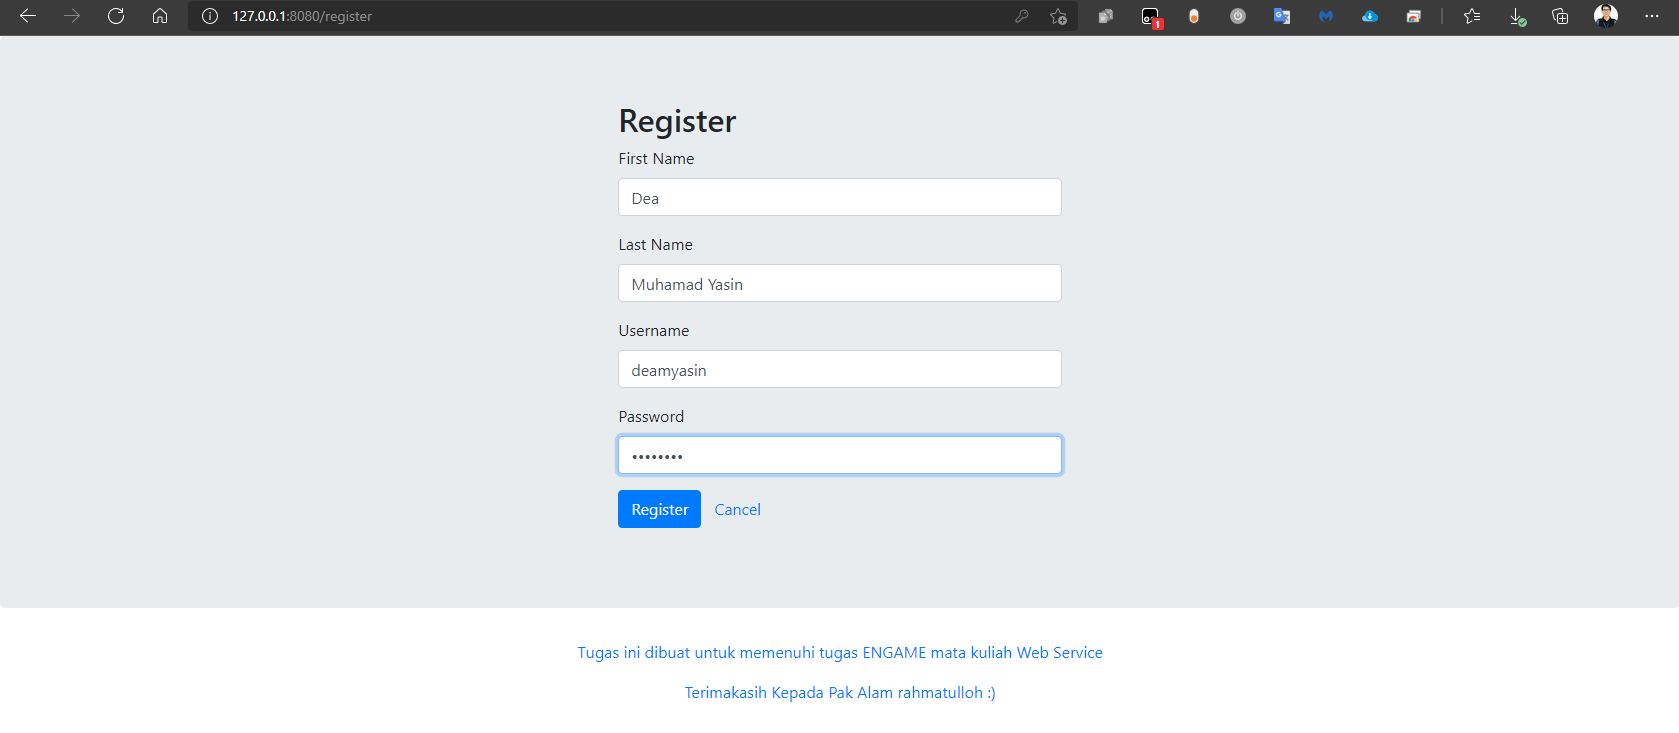 127.0.0.1:8080/register
1
Register
First Name
Dea
Last Name
Muhamad Yasin
Username
deamyasin
Password
••••••••
Register Cancel
Tugas ini dibuat untuk memenuhi tugas ENGAME mata kuliah Web Service
Terimakasih Kepada Pak Alam rahmatulloh :)